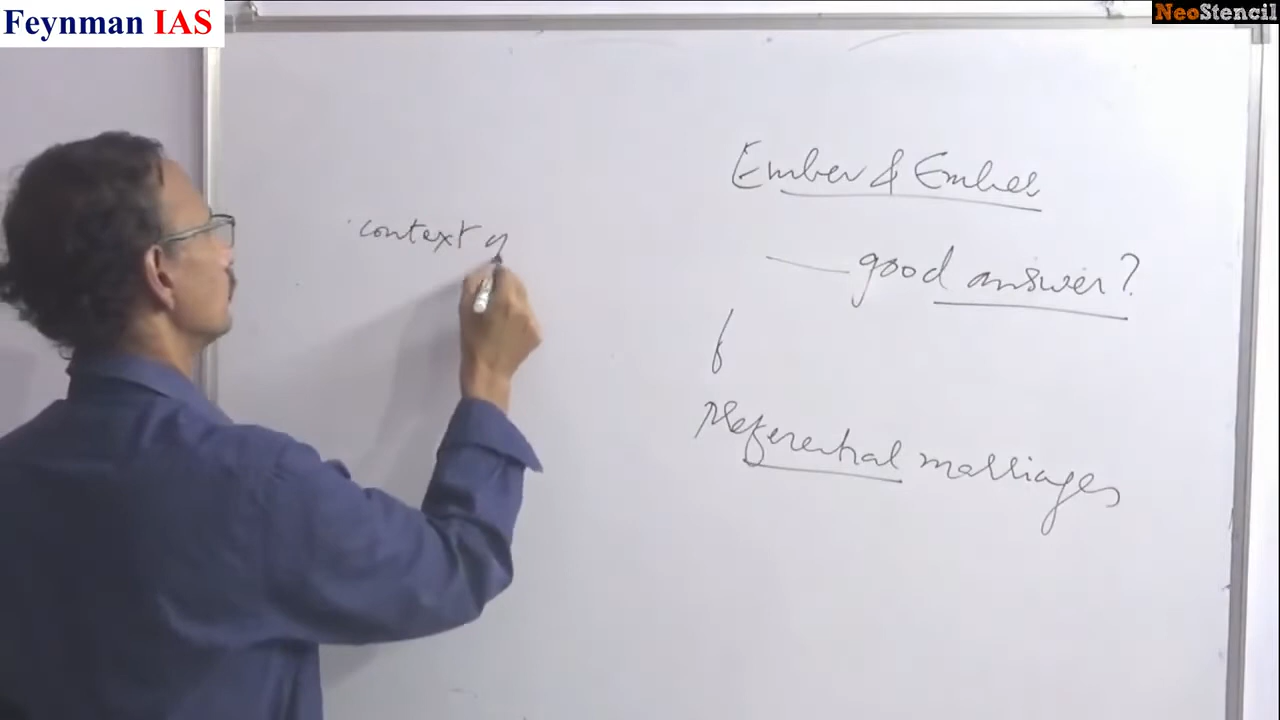 Feynman IAS
NeoStencil
Ember & Ember
good answer?
context of
Preferential marriages